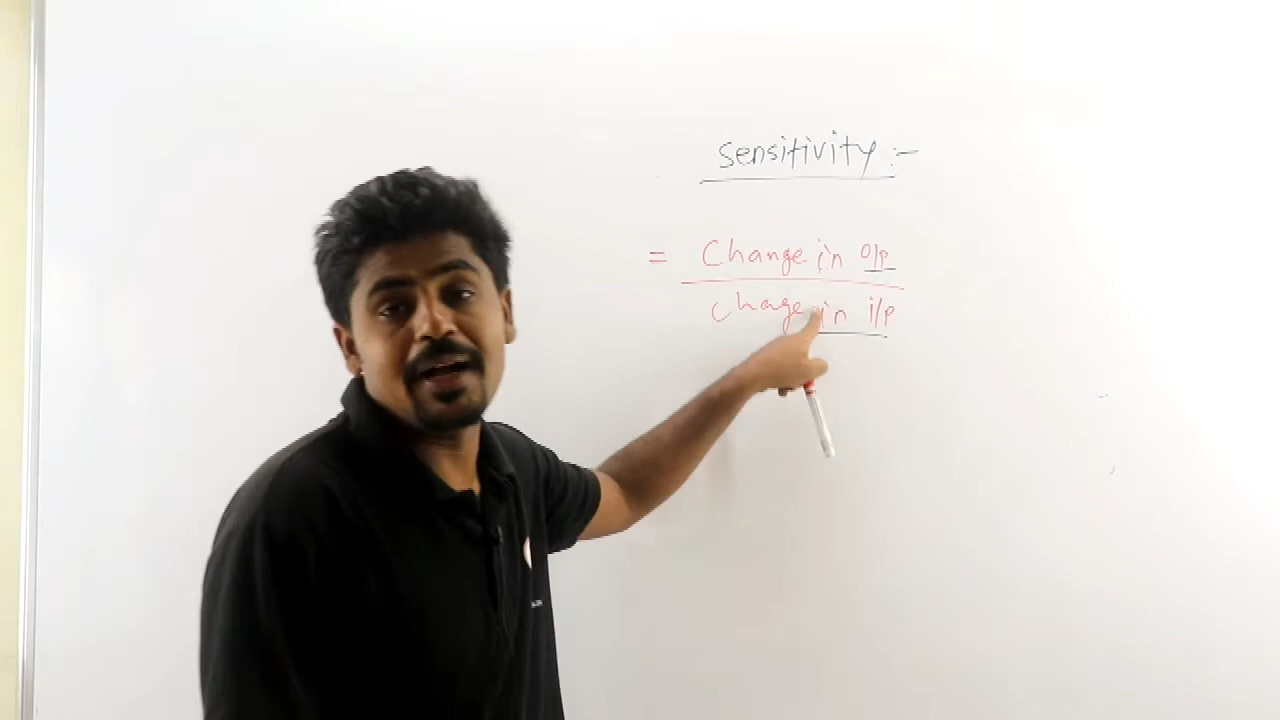 Sensitivity :-
= Change in O/P
Change in i/P